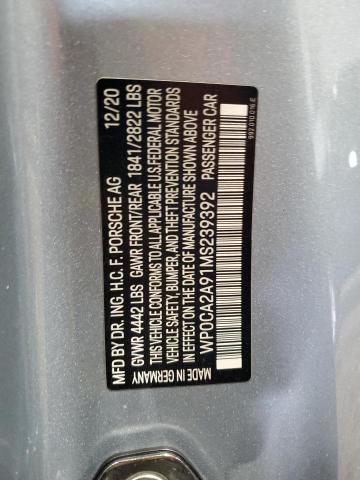 MFD BY DR. ING. H.C. F. PORSCHE AG 12/20
GVWR 4442 LBS GAWR FRONT/REAR 1841/2822 LBS
THIS VEHICLE CONFORMS TO ALL APPLICABLE U.S. FEDERAL MOTOR
VEHICLE SAFETY, BUMPER, AND THEFT PREVENTION STANDARDS
IN EFFECT ON THE DATE OF MANUFACTURE SHOWN ABOVE
WP0GA2A91MS239392 PASSENGER CAR
MADE IN GERMANY